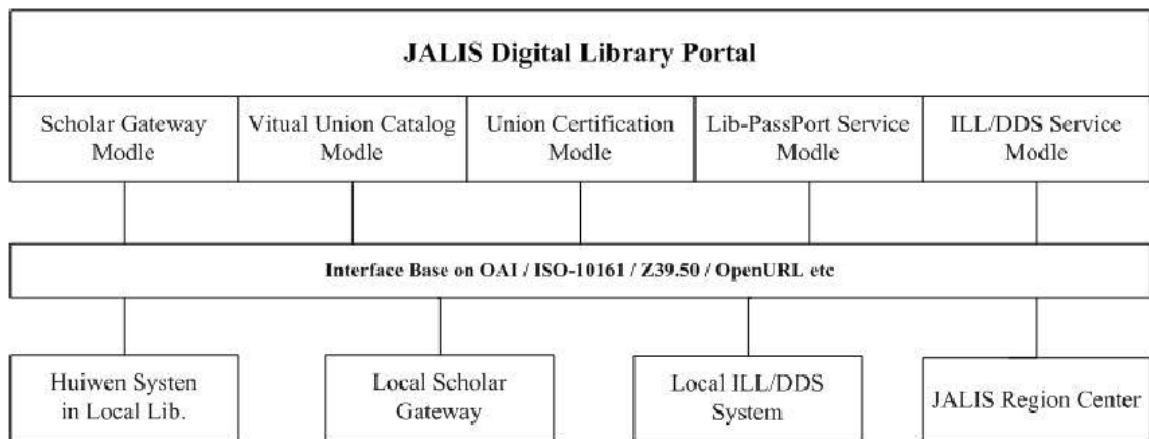 JALIS Digital Library Portal
Scholar Gateway
Modle
Vitual Union Catalog
Modle
Union Certification
Modle
Lib-PassPort Service
Modle
ILL/DDS Service
Modle
Interface Base on OAI / ISO-10161 / Z39.50 / OpenURL etc
Huiwen Systen
in Local Lib.
Local Scholar
Gateway
Local ILL/DDS
System
JALIS Region Center